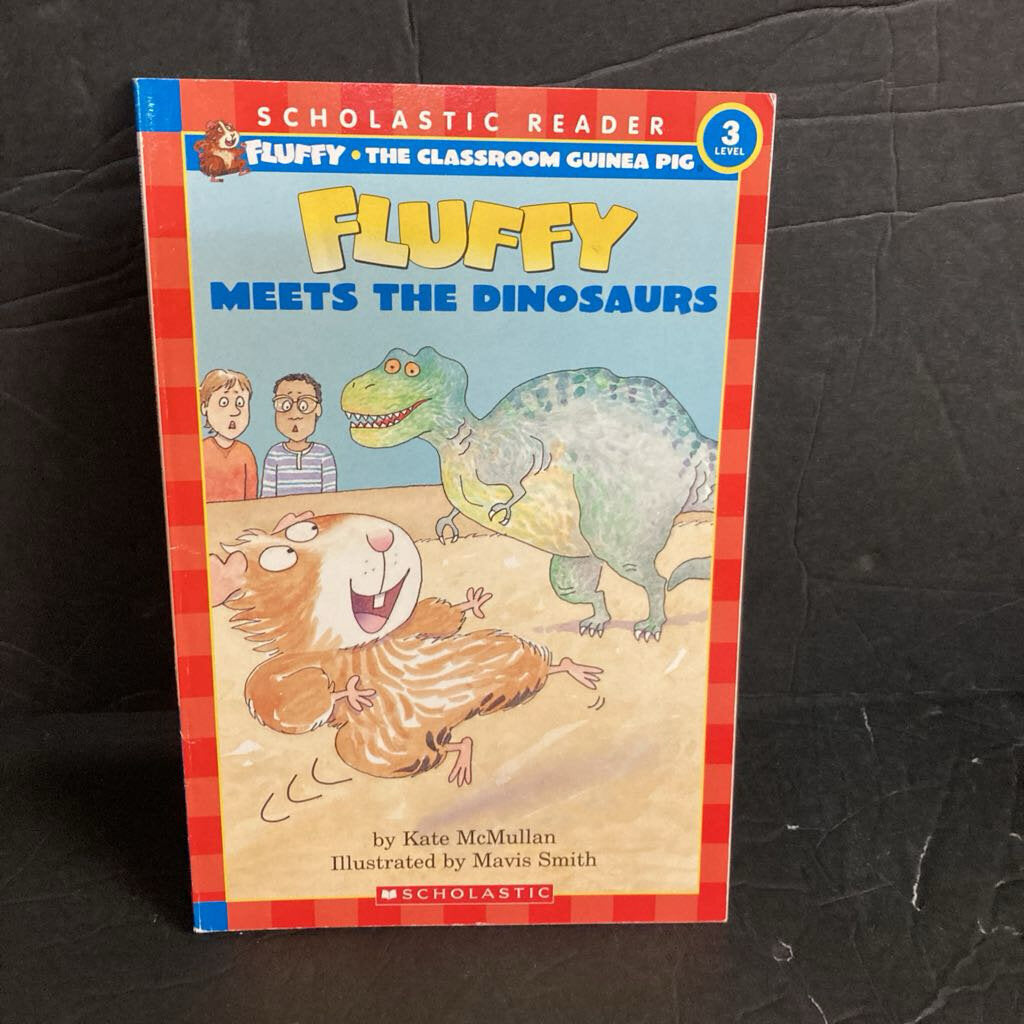 SCHOLASTIC READER
3
LEVEL
FLUFFY • THE CLASSROOM GUINEA PIG
FLUFFY
MEETS THE DINOSAURS
by Kate McMullan
Illustrated by Mavis Smith
SCHOLASTIC